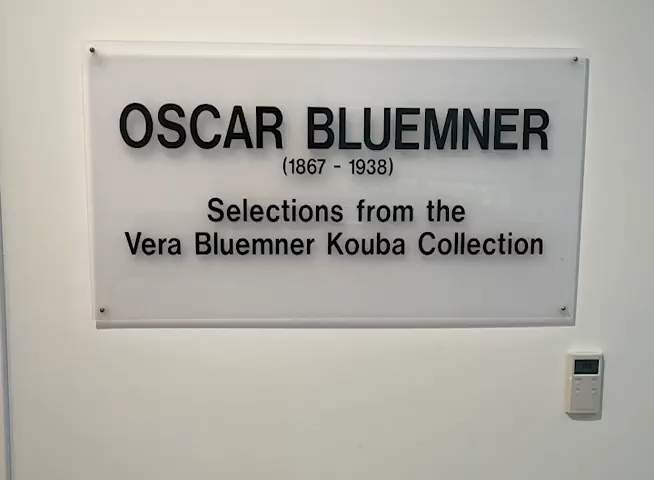 OSCAR BLUEMNER
(1867 - 1938)
Selections from the
Vera Bluemner Kouba Collection